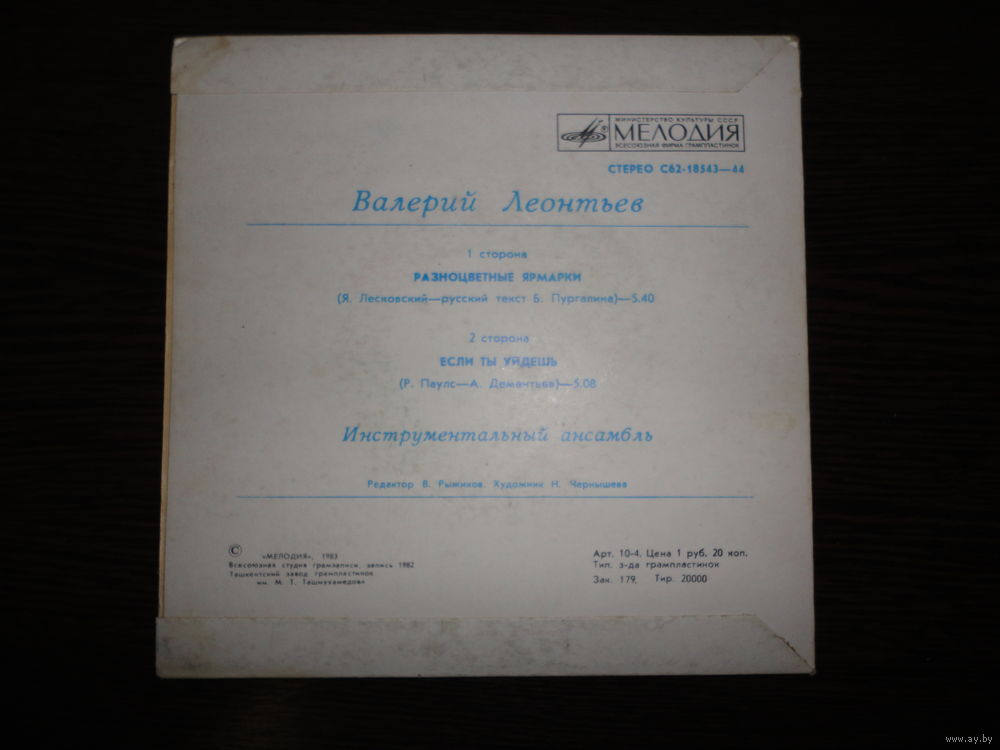 МИНИСТЕРСТВО КУЛЬТУРЫ СССР
МЕЛОДИЯ
ВСЕСОЮЗНАЯ ФИРМА ГРАМПЛАСТИНОК
СТЕРЕО С62-18543—44
Валерий Леонтьев
1 сторона
РАЗНОЦВЕТНЫЕ ЯРМАРКИ
(Я. Лесковский—русский текст Б. Пургалина)—5.40
2 сторона
ЕСЛИ ТЫ УЙДЕШЬ
(Р. Паулс—А. Дементьев)—5.08
Инструментальный ансамбль
Редактор В. Рыжиков. Художник Н. Чернышева
© «МЕЛОДИЯ», 1983
Всесоюзная студия грамзаписи, запись 1982
Ташкентский завод грампластинок
им. М. Т. Ташмухамедова
Арт. 10-4. Цена 1 руб. 20 коп.
Тип. з-да грампластинок
Зак. 179. Тир. 20000
www.ay.by